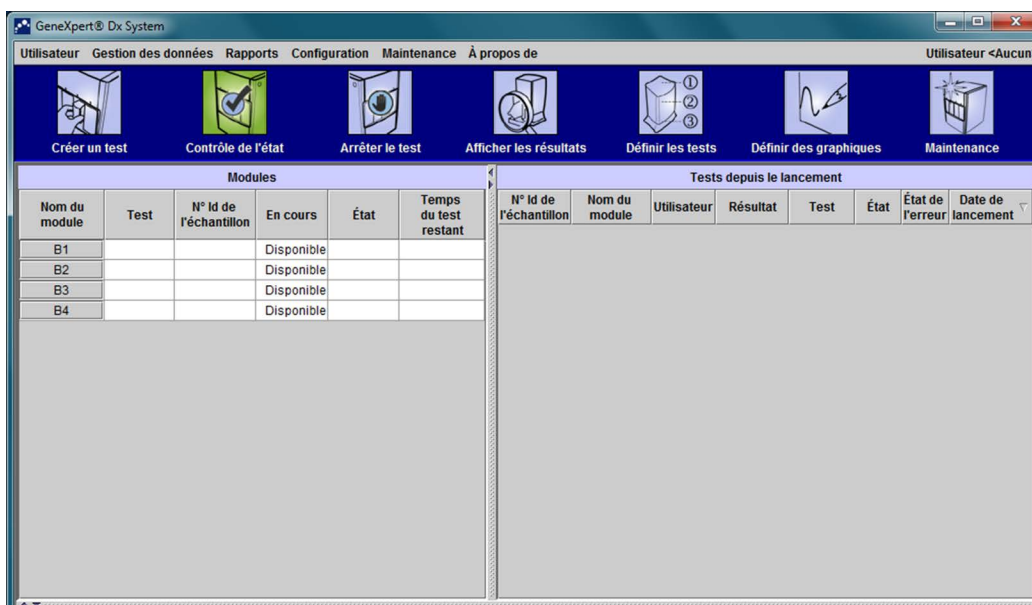 GeneXpert® Dx System
Utilisateur Gestion des données Rapports Configuration Maintenance À propos de Utilisateur <Aucun
Créer un test Contrôle de l'état Arrêter le test Afficher les résultats Définir les tests Définir des graphiques Maintenance
① ② ③
Modules
Nom du module Test N° Id de l'échantillon En cours État Temps du test restant
B1 Disponible
B2 Disponible
B3 Disponible
B4 Disponible
Tests depuis le lancement
N° Id de l'échantillon Nom du module Utilisateur Résultat Test État État de l'erreur Date de lancement